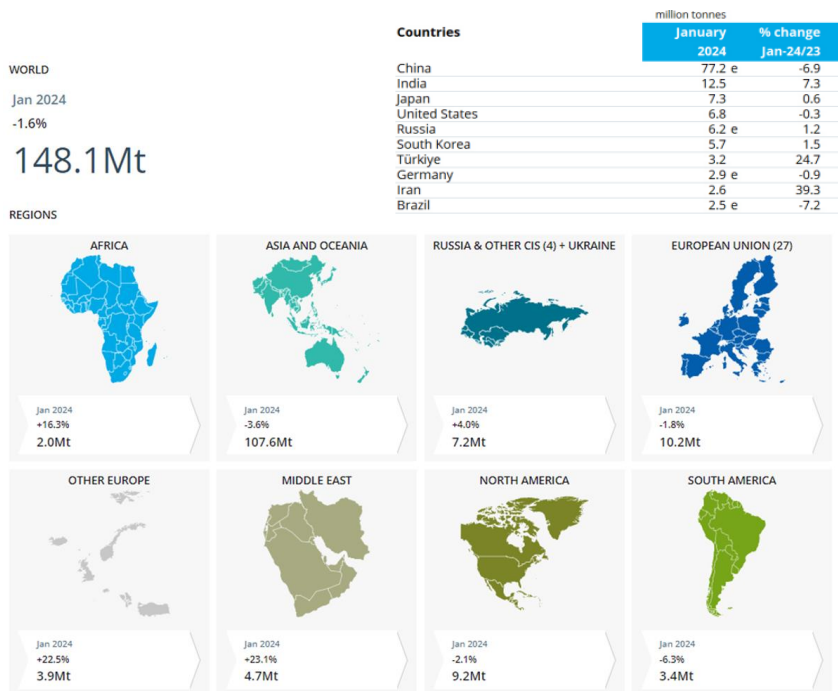 million tonnes
Countries January % change
2024 Jan-24/23
China 77.2 e -6.9
India 12.5 7.3
Japan 7.3 0.6
United States 6.8 -0.3
Russia 6.2 e 1.2
South Korea 5.7 1.5
Türkiye 3.2 24.7
Germany 2.9 e -0.9
Iran 2.6 39.3
Brazil 2.5 e -7.2
WORLD
Jan 2024
-1.6%
148.1Mt
REGIONS
AFRICA
Jan 2024
+16.3%
2.0Mt
ASIA AND OCEANIA
Jan 2024
-3.6%
107.6Mt
RUSSIA & OTHER CIS (4) + UKRAINE
Jan 2024
+4.0%
7.2Mt
EUROPEAN UNION (27)
Jan 2024
-1.8%
10.2Mt
OTHER EUROPE
Jan 2024
+22.5%
3.9Mt
MIDDLE EAST
Jan 2024
+23.1%
4.7Mt
NORTH AMERICA
Jan 2024
-2.1%
9.2Mt
SOUTH AMERICA
Jan 2024
-6.3%
3.4Mt